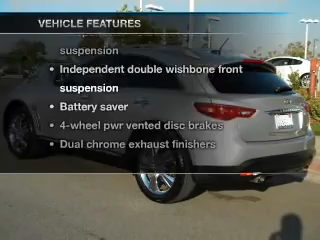 VEHICLE FEATURES
suspension
• Independent double wishbone front
suspension
• Battery saver
• 4-wheel pwr vented disc brakes
• Dual chrome exhaust finishers